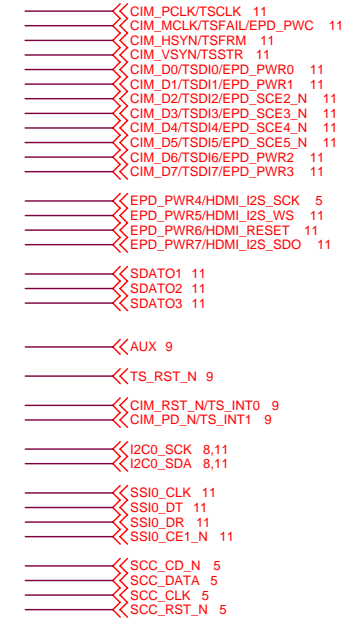 CIM_PCLK/TSCLK 11
CIM_MCLK/TSFAIL/EPD_PWC 11
CIM_HSYN/TSFRM 11
CIM_VSYN/TSSTR 11
CIM_D0/TSDI0/EPD_PWR0 11
CIM_D1/TSDI1/EPD_PWR1 11
CIM_D2/TSDI2/EPD_SCE2_N 11
CIM_D3/TSDI3/EPD_SCE3_N 11
CIM_D4/TSDI4/EPD_SCE4_N 11
CIM_D5/TSDI5/EPD_SCE5_N 11
CIM_D6/TSDI6/EPD_PWR2 11
CIM_D7/TSDI7/EPD_PWR3 11
EPD_PWR4/HDMI_I2S_SCK 5
EPD_PWR5/HDMI_I2S_WS 11
EPD_PWR6/HDMI_RESET 11
EPD_PWR7/HDMI_I2S_SDO 11
SDATO1 11
SDATO2 11
SDATO3 11
AUX 9
TS_RST_N 9
CIM_RST_N/TS_INT0 9
CIM_PD_N/TS_INT1 9
I2C0_SCK 8,11
I2C0_SDA 8,11
SSI0_CLK 11
SSI0_DT 11
SSI0_DR 11
SSI0_CE1_N 11
SCC_CD_N 5
SCC_DATA 5
SCC_CLK 5
SCC_RST_N 5